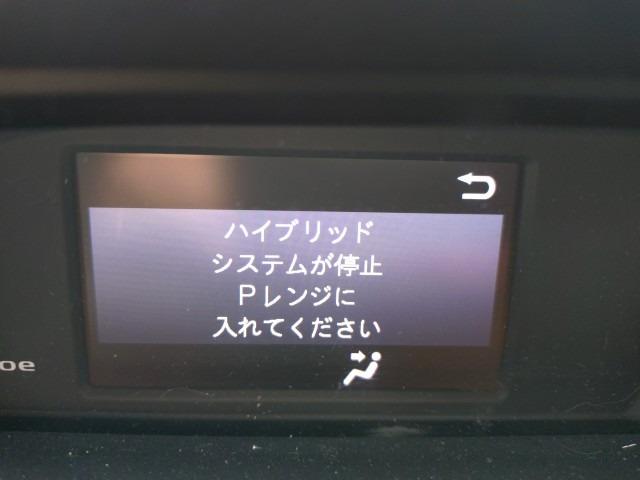 ハイブリッド
システムが停止
Pレンジに
入れてください
oe